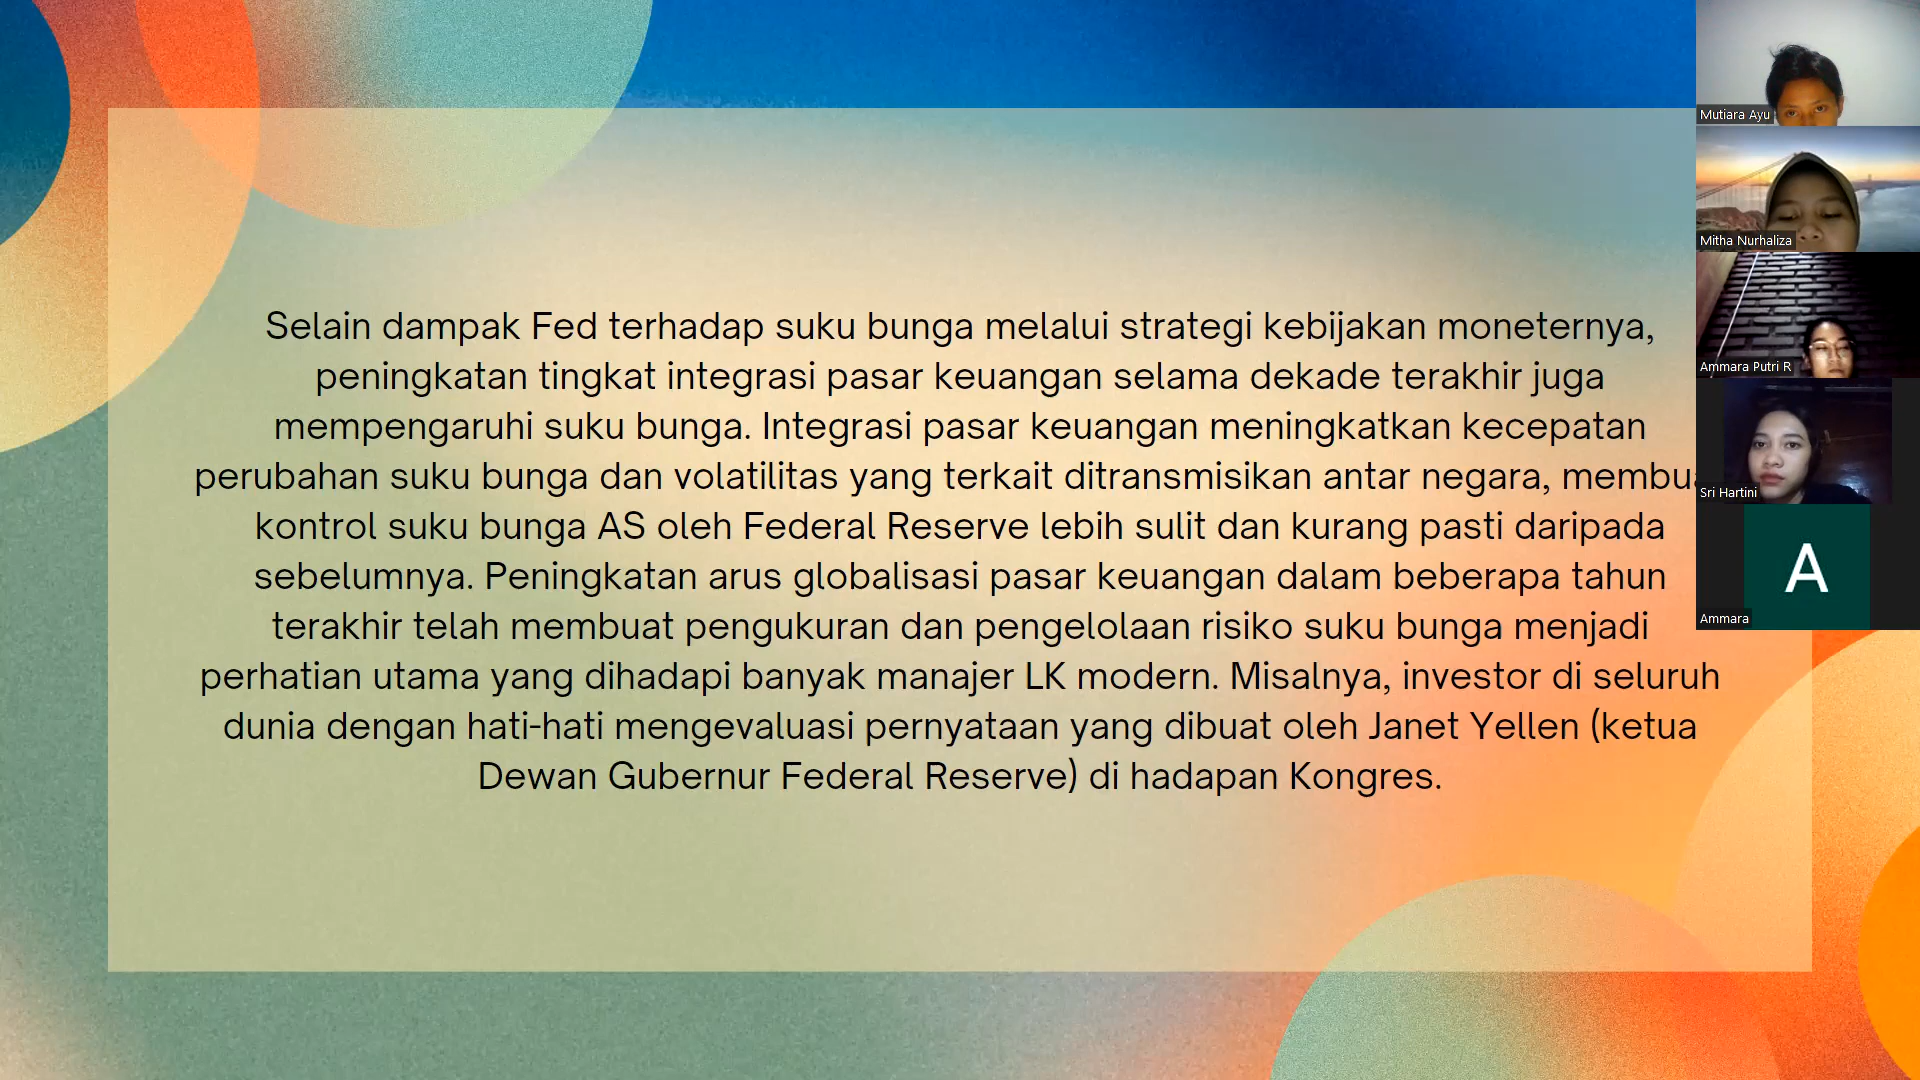 Selain dampak Fed terhadap suku bunga melalui strategi kebijakan moneternya,
peningkatan tingkat integrasi pasar keuangan selama dekade terakhir juga
mempengaruhi suku bunga. Integrasi pasar keuangan meningkatkan kecepatan
perubahan suku bunga dan volatilitas yang terkait ditransmisikan antar negara,
kontrol suku bunga AS oleh Federal Reserve lebih sulit dan kurang pasti daripada
sebelumnya. Peningkatan arus globalisasi pasar keuangan dalam beberapa tahun
terakhir telah membuat pengukuran dan pengelolaan risiko suku bunga menjadi
perhatian utama yang dihadapi banyak manajer LK modern. Misalnya, investor di seluruh
dunia dengan hati-hati mengevaluasi pernyataan yang dibuat oleh Janet Yellen (ketua
Dewan Gubernur Federal Reserve) di hadapan Kongres.
Mutiara Ayu
Mitha Nurhaliza
Ammara Putri R
Sri Hartini
A
Ammara